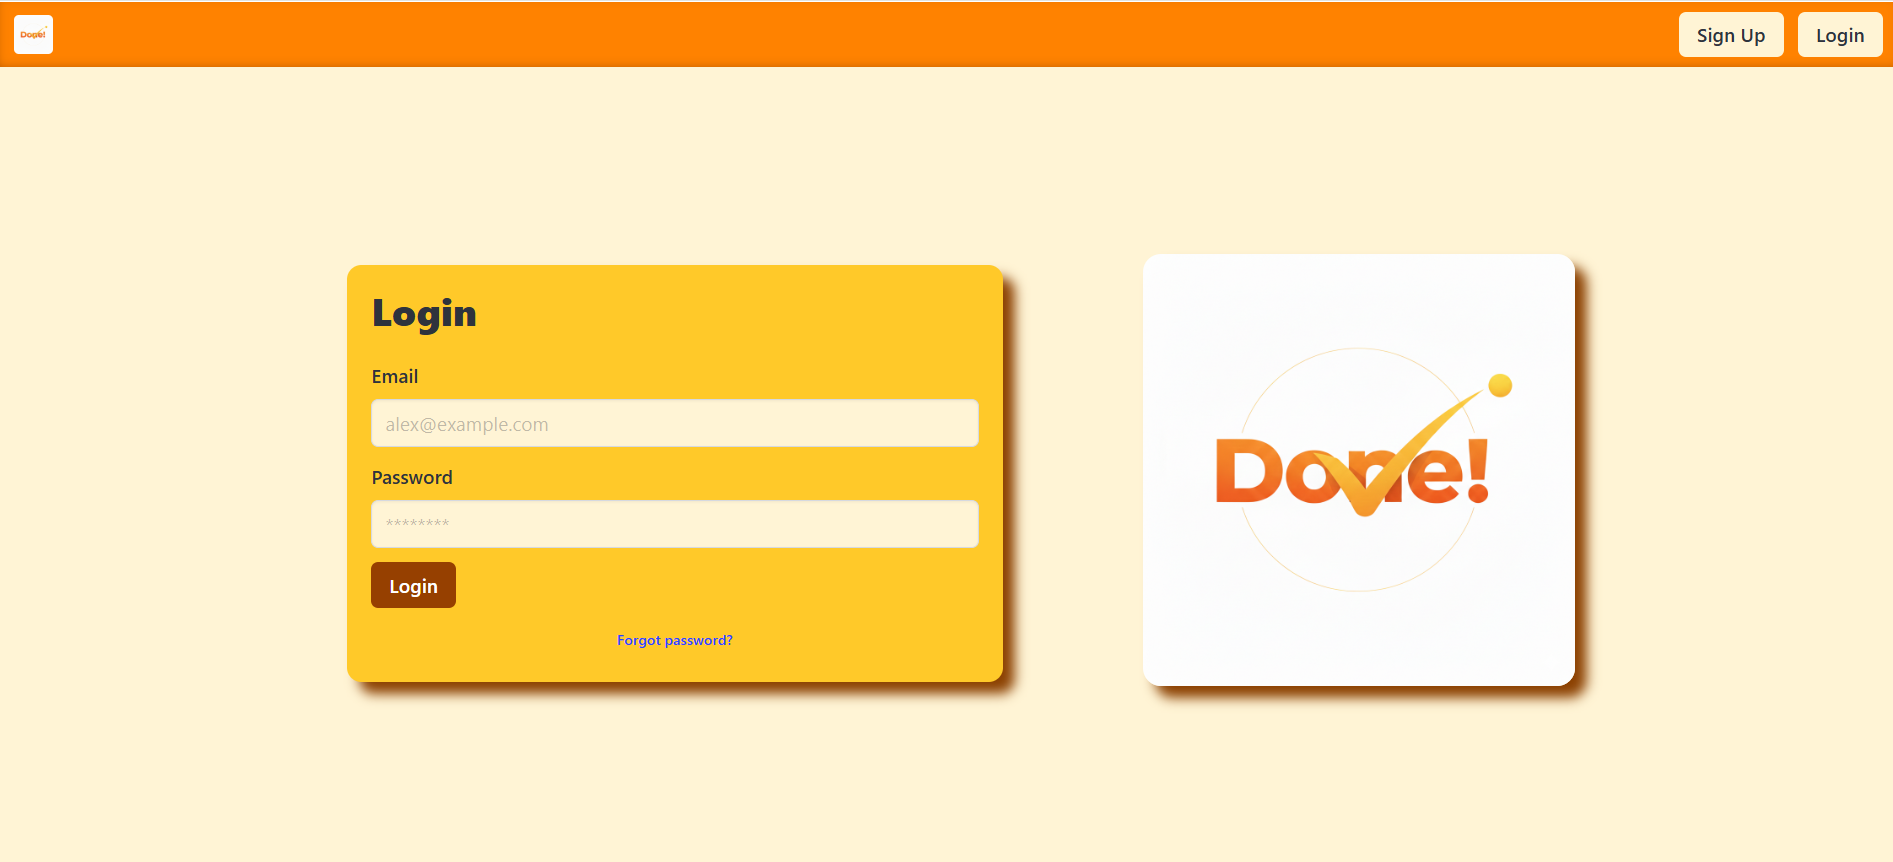 Done!
Sign Up
Login
Login
Email
alex@example.com
Password
********
Login
Forgot password?
Done!